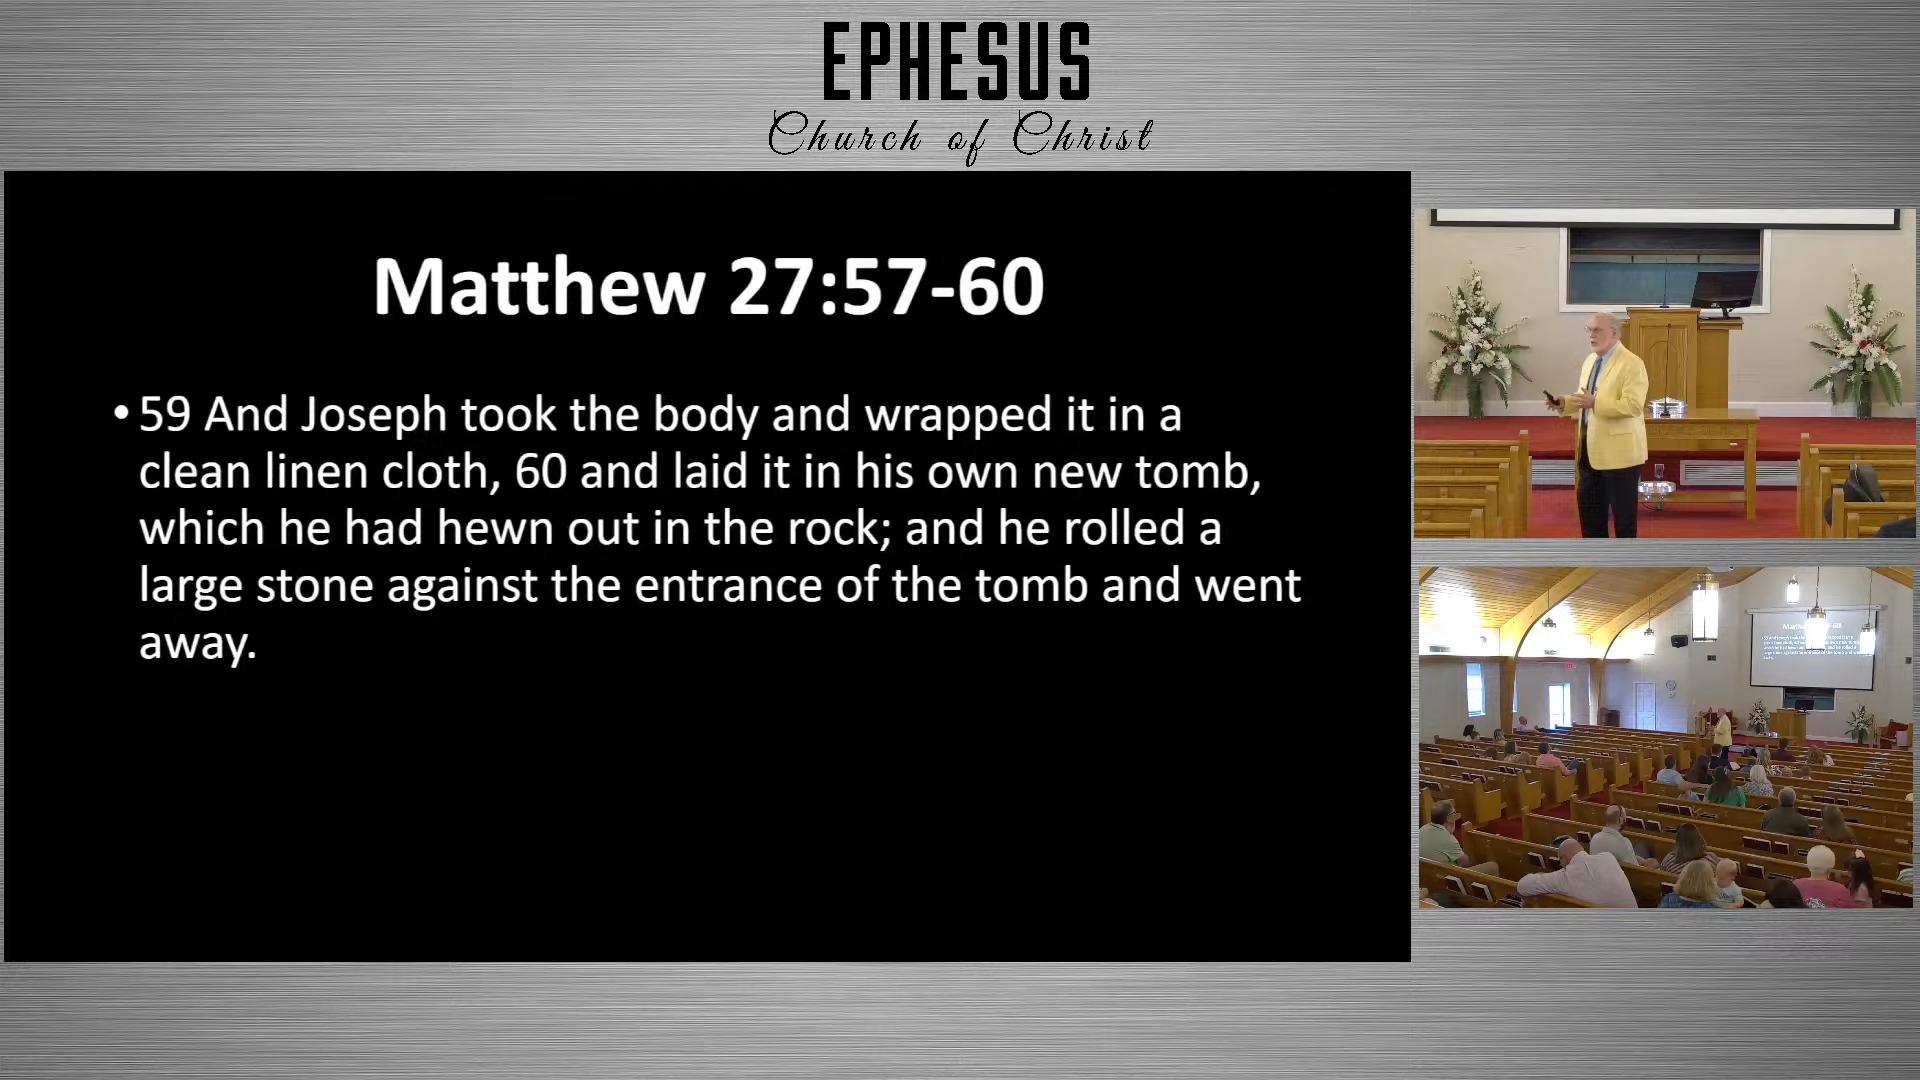 EPHESUS
Church of Christ
Matthew 27:57-60
• 59 And Joseph took the body and wrapped it in a
clean linen cloth, 60 and laid it in his own new tomb,
which he had hewn out in the rock; and he rolled a
large stone against the entrance of the tomb and went
away.